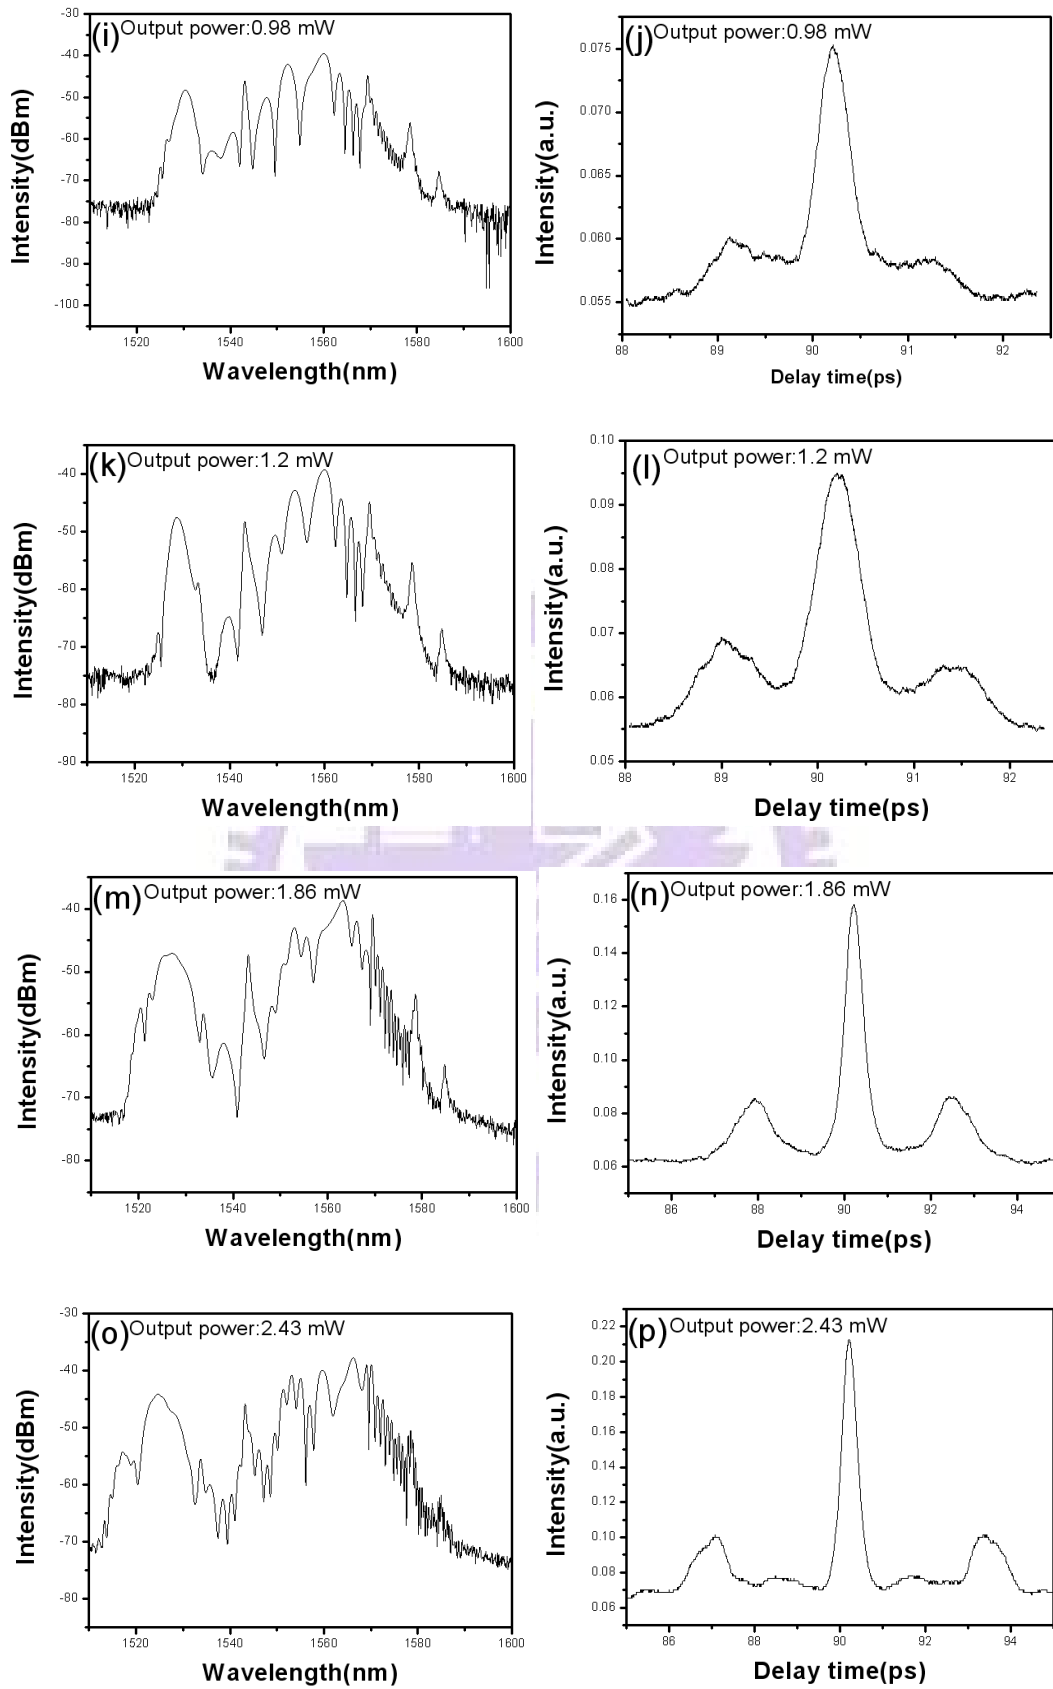 (i) Output power:0.98 mW
-30
-40
-50
-60
-70
-80
-90
-100
Intensity(dBm)
1520 1540 1560 1580 1600
Wavelength(nm)
(j) Output power:0.98 mW
0.075
0.070
0.065
0.060
0.055
Intensity(a.u.)
88 89 90 91 92
Delay time(ps)
(k) Output power:1.2 mW
-40
-50
-60
-70
-80
-90
Intensity(dBm)
1520 1540 1560 1580 1600
Wavelength(nm)
(l) Output power:1.2 mW
0.10
0.09
0.08
0.07
0.06
0.05
Intensity(a.u.)
88 89 90 91 92
Delay time(ps)
(m) Output power:1.86 mW
-40
-50
-60
-70
-80
Intensity(dBm)
1520 1540 1560 1580 1600
Wavelength(nm)
(n) Output power:1.86 mW
0.16
0.14
0.12
0.10
0.08
0.06
Intensity(a.u.)
86 88 90 92 94
Delay time(ps)
(o) Output power:2.43 mW
-30
-40
-50
-60
-70
-80
Intensity(dBm)
1520 1540 1560 1580 1600
Wavelength(nm)
(p) Output power:2.43 mW
0.22
0.20
0.18
0.16
0.14
0.12
0.10
0.08
0.06
Intensity(a.u.)
86 88 90 92 94
Delay time(ps)